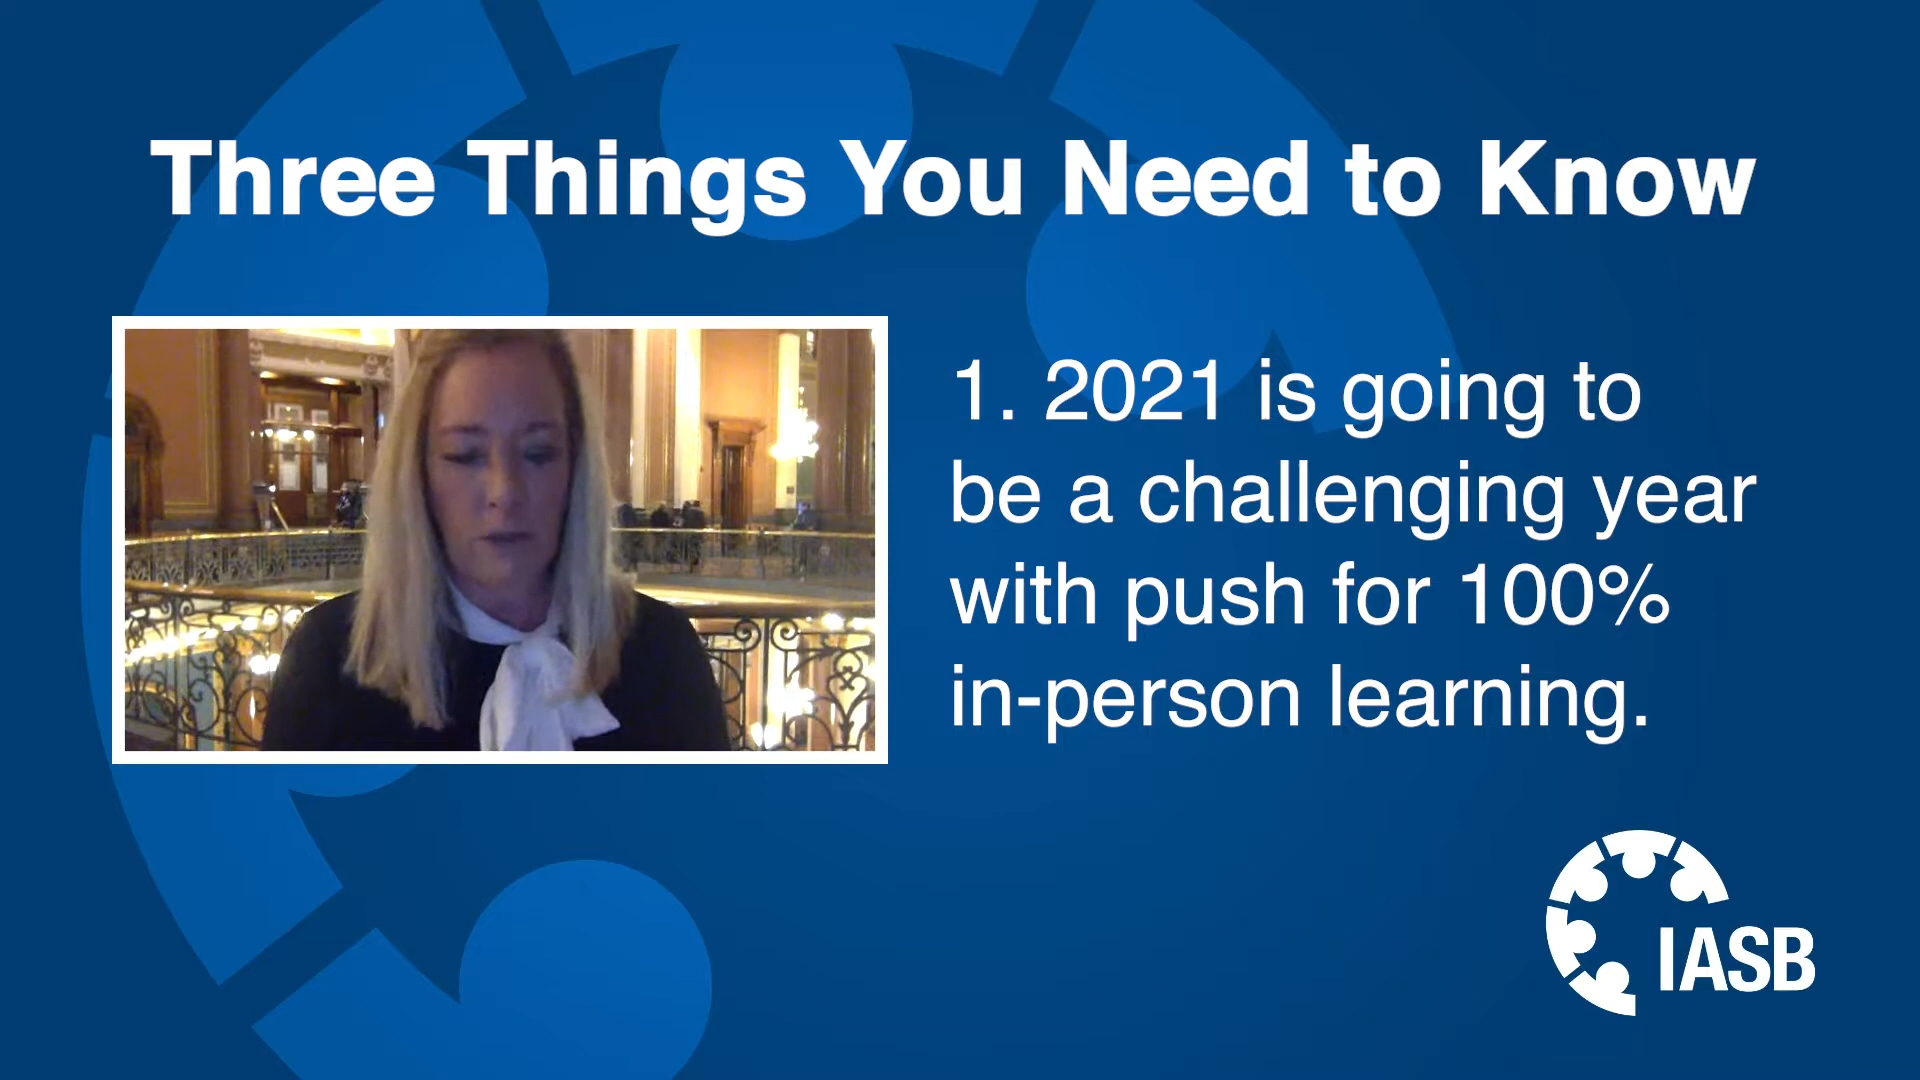 Three Things You Need to Know
1. 2021 is going to
be a challenging year
with push for 100%
in-person learning.
IASB